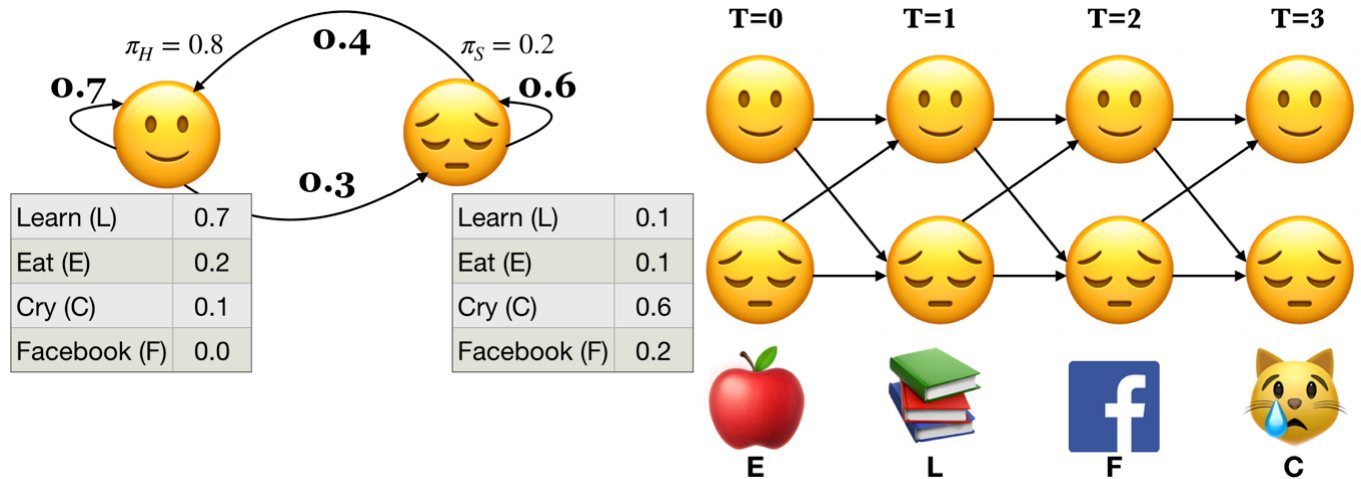 π_H = 0.8
0.4
π_S = 0.2
0.7
0.6
0.3
Learn (L) 0.7
Eat (E) 0.2
Cry (C) 0.1
Facebook (F) 0.0
Learn (L) 0.1
Eat (E) 0.1
Cry (C) 0.6
Facebook (F) 0.2
T=0 T=1 T=2 T=3
f
E L F C